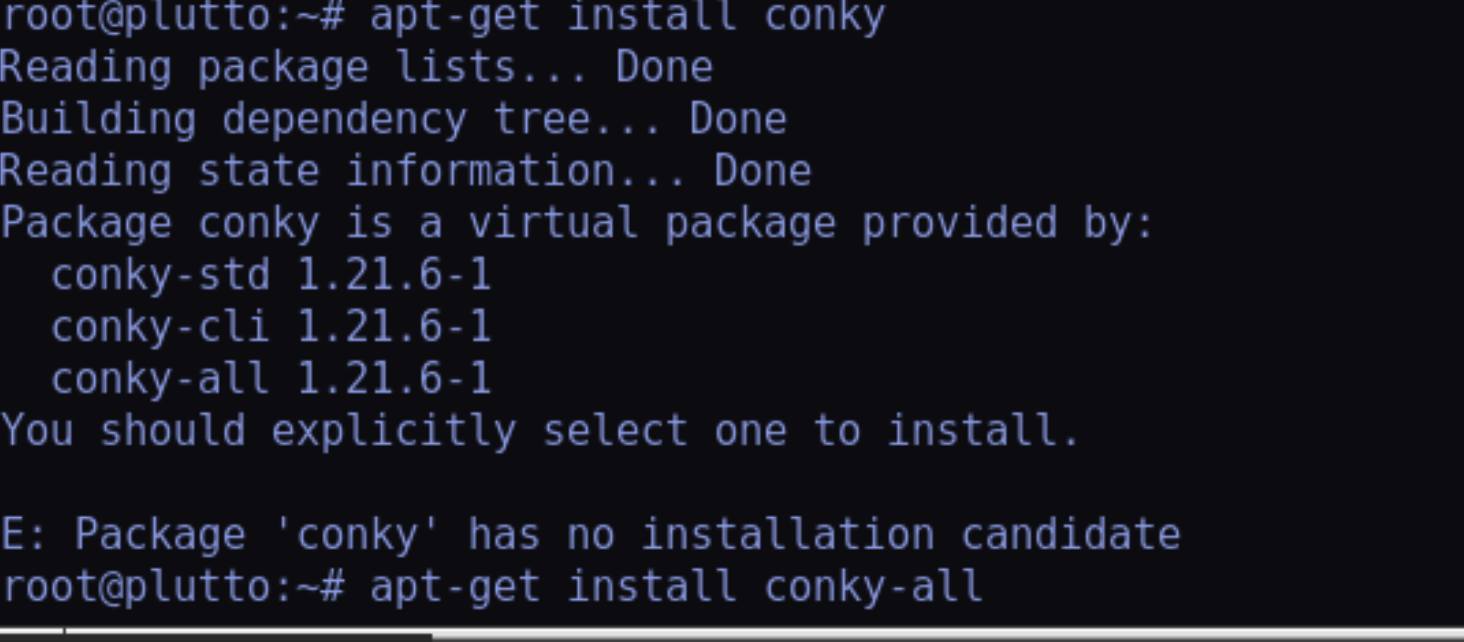 root@plutto:~# apt-get install conky
Reading package lists... Done
Building dependency tree... Done
Reading state information... Done
Package conky is a virtual package provided by:
  conky-std 1.21.6-1
  conky-cli 1.21.6-1
  conky-all 1.21.6-1
You should explicitly select one to install.

E: Package 'conky' has no installation candidate
root@plutto:~# apt-get install conky-all